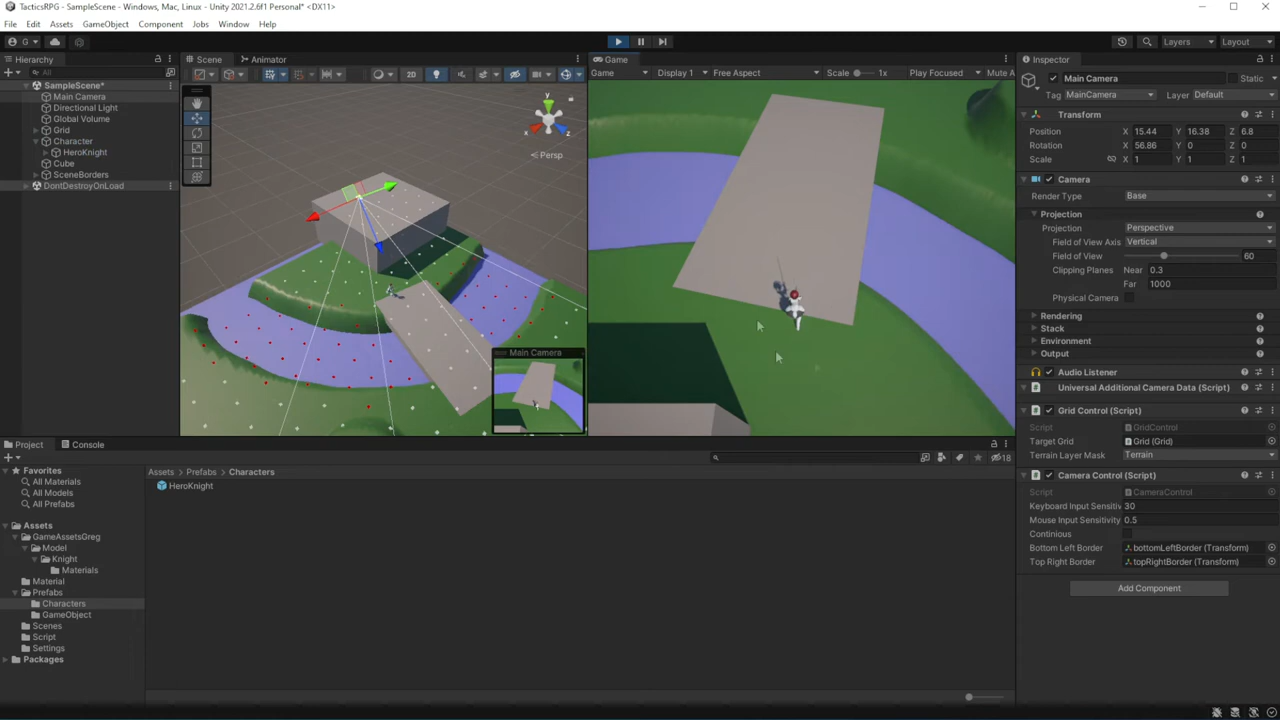 TacticsRPG - SampleScene - Windows, Mac, Linux - Unity 2021.2.6f1 Personal* <DX11>
File Edit Assets GameObject Component Jobs Window Help
G Layers Layout
Hierarchy
All
SampleScene*
Main Camera
Directional Light
Global Volume
Grid
Character
HeroKnight
Cube
SceneBorders
DontDestroyOnLoad
Scene Animator
2D
y
x
z
Persp
Main Camera
Game
Game Display 1 Free Aspect Scale 1x Play Focused Mute A
Inspector
Main Camera Static
Tag MainCamera Layer Default
Transform
Position X 15.44 Y 16.38 Z 6.8
Rotation X 56.86 Y 0 Z 0
Scale X 1 Y 1 Z 1
Camera
Render Type Base
Projection
Projection Perspective
Field of View Axis Vertical
Field of View 60
Clipping Planes Near 0.3
Far 1000
Physical Camera
Rendering
Stack
Environment
Output
Audio Listener
Universal Additional Camera Data (Script)
Grid Control (Script)
Script GridControl
Target Grid Grid (Grid)
Terrain Layer Mask Terrain
Camera Control (Script)
Script CameraControl
Keyboard Input Sensitiv 30
Mouse Input Sensitivity 0.5
Continious
Bottom Left Border bottomLeftBorder (Transform)
Top Right Border topRightBorder (Transform)
Add Component
Project Console
18
Favorites
All Materials
All Models
All Prefabs
Assets
GameAssetsGreg
Model
Knight
Materials
Material
Prefabs
Characters
GameObject
Scenes
Script
Settings
Packages
Assets Prefabs Characters
HeroKnight